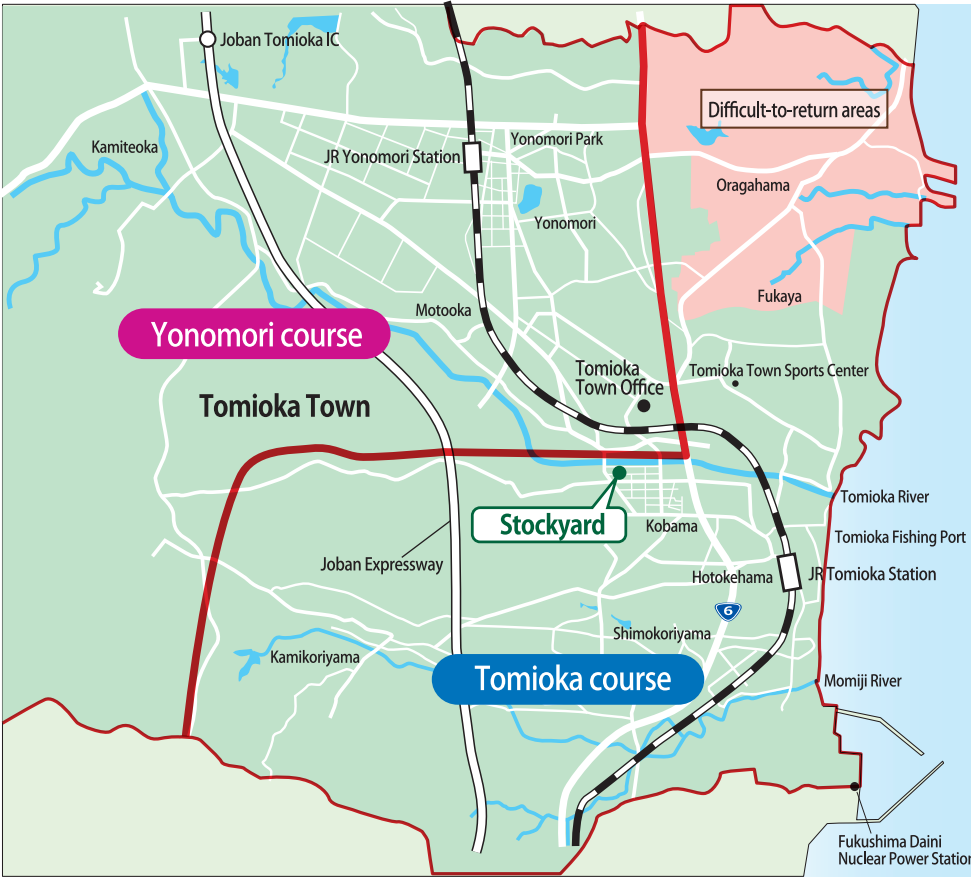 Joban Tomioka IC
Difficult-to-return areas
Kamiteoka
Yonomori Park
JR Yonomori Station
Oragahama
Yonomori
Fukaya
Motooka
Yonomori course
Tomioka
Town Office
Tomioka Town Sports Center
Tomioka Town
Tomioka River
Stockyard
Kobama
Tomioka Fishing Port
Joban Expressway
Hotokehama
JR Tomioka Station
6
Shimokoriyama
Kamikoriyama
Tomioka course
Momiji River
Fukushima Daini
Nuclear Power Station